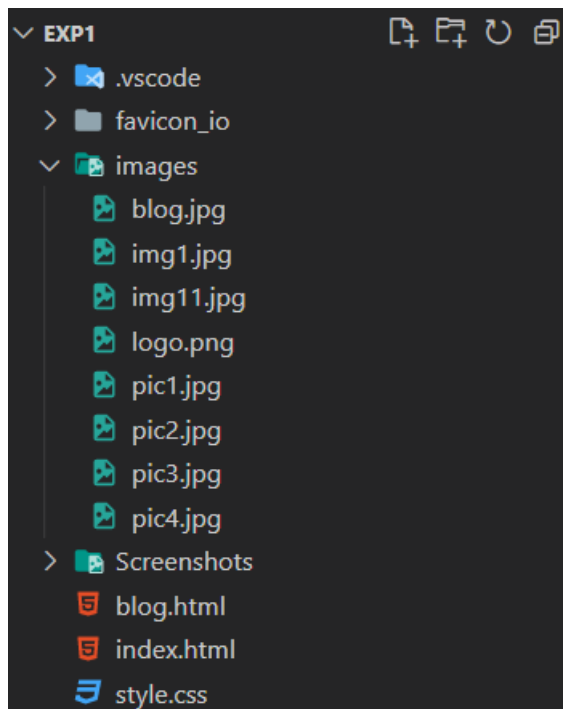 EXP1
.vscode
favicon_io
images
blog.jpg
img1.jpg
img11.jpg
logo.png
pic1.jpg
pic2.jpg
pic3.jpg
pic4.jpg
Screenshots
blog.html
index.html
style.css